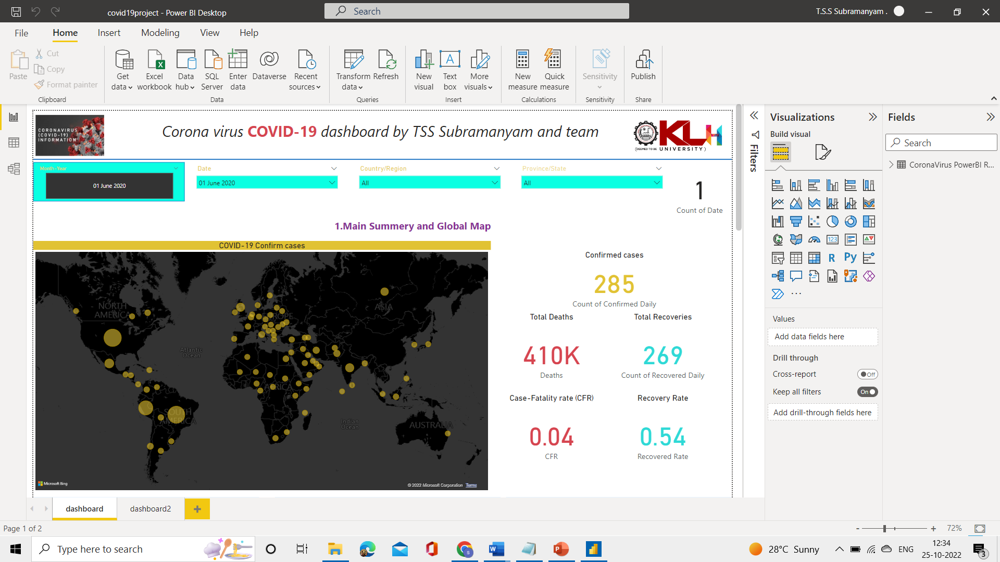 covid19project - Power BI Desktop
Search
T.S.S Subramanyam .
File
Home
Insert
Modeling
View
Help
Paste
Cut
Copy
Format painter
Clipboard
Get data
Excel workbook
Data hub
SQL Server
Enter data
Dataverse
Recent sources
Data
Transform data
Refresh
Queries
New visual
Text box
More visuals
Insert
New measure
Quick measure
Calculations
Sensitivity
Sensitivity
Publish
Share
CORONAVIRUS
(COVID-19)
INFORMATION
Corona virus COVID-19 dashboard by TSS Subramanyam and team
KLH
(DEEMED TO BE UNIVERSITY)
Month-Year
01 June 2020
Date
01 June 2020
Country/Region
All
Province/State
All
1
Count of Date
1.Main Summery and Global Map
COVID-19 Confirm cases
NORTH AMERICA
EUROPE
ASIA
Atlantic Ocean
AFRICA
SOUTH AMERICA
Indian Ocean
AUSTRALIA
Microsoft Bing
© 2022 Microsoft Corporation Terms
Confirmed cases
285
Count of Confirmed Daily
Total Deaths
Total Recoveries
410K
269
Deaths
Count of Recovered Daily
Case-Fatality rate (CFR)
Recovery Rate
0.04
0.54
CFR
Recovered Rate
Filters
Visualizations
Build visual
123
R
Py
...
Values
Add data fields here
Drill through
Cross-report
Off
Keep all filters
On
Add drill-through fields here
Fields
Search
CoronaVirus PowerBI R...
dashboard
dashboard2
+
Page 1 of 2
- + 72%
Type here to search
28°C Sunny
ENG
12:34
25-10-2022
3